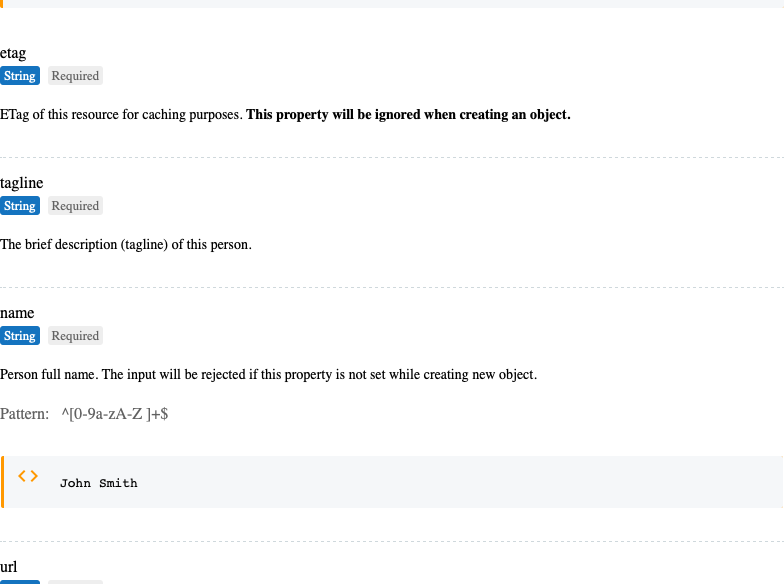 etag
String Required
ETag of this resource for caching purposes. This property will be ignored when creating an object.
tagline
String Required
The brief description (tagline) of this person.
name
String Required
Person full name. The input will be rejected if this property is not set while creating new object.
Pattern: ^[0-9a-zA-Z ]+$
<> John Smith
url